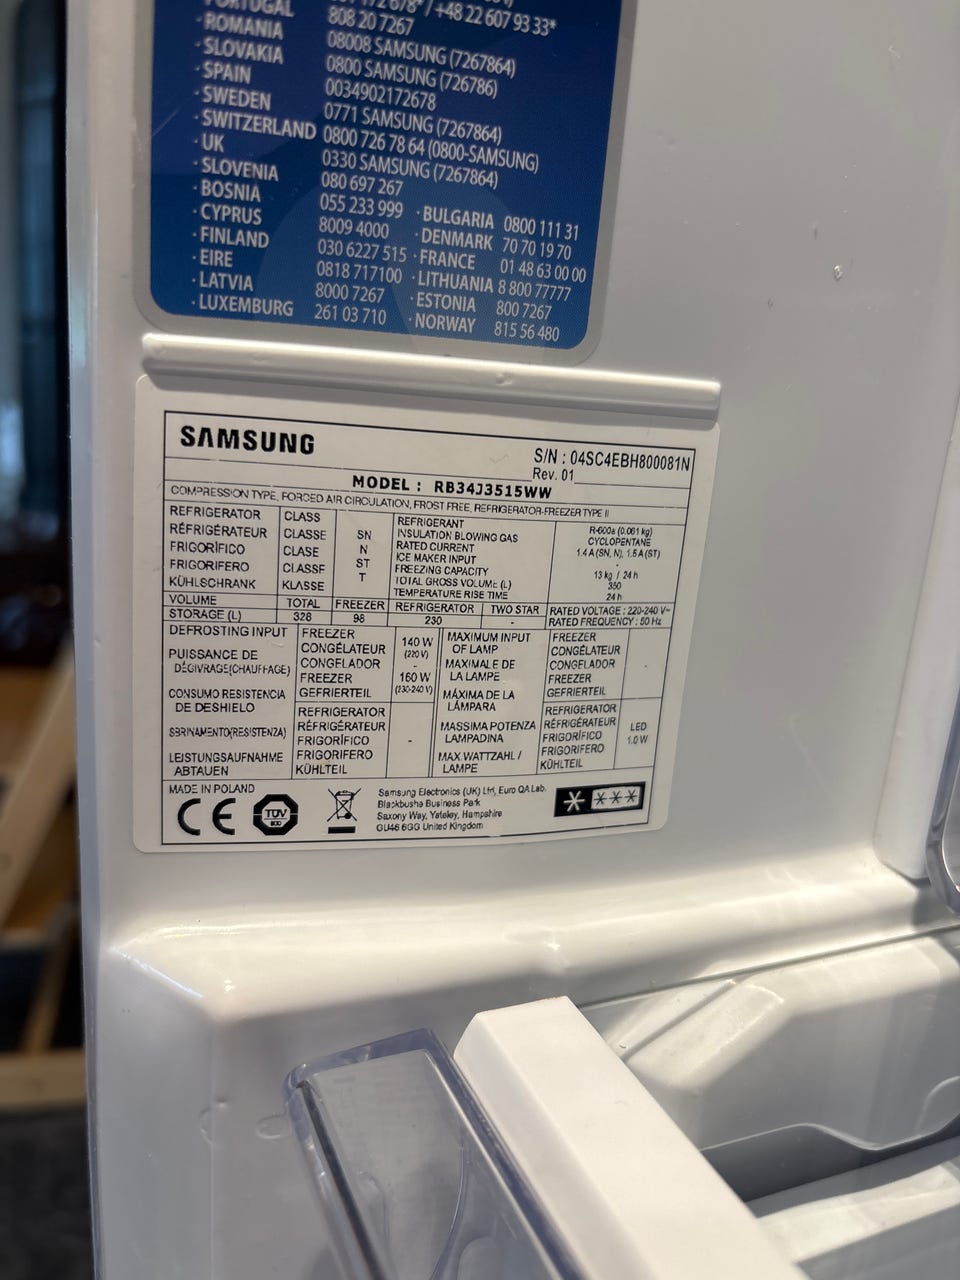 PORTUGAL
ROMANIA 808 20 7267
SLOVAKIA 08008 SAMSUNG (7267864)
SPAIN 0800 SAMSUNG (726786)
SWEDEN 0034902172678
SWITZERLAND 0771 SAMSUNG (7267864)
UK 0800 726 78 64 (0800-SAMSUNG)
SLOVENIA 0330 SAMSUNG (7267864)
BOSNIA 080 697 267
CYPRUS 055 233 999
FINLAND 8009 4000
EIRE 030 6227 515
LATVIA 0818 717100
LUXEMBURG 8000 7267
261 03 710
BULGARIA 0800 111 31
DENMARK 70 70 19 70
FRANCE 01 48 63 00 00
LITHUANIA 8 800 77777
ESTONIA 800 7267
NORWAY 815 56 480
SAMSUNG
S/N : 04SC4EBH800081N
Rev. 01
MODEL : RB34J3515WW
COMPRESSION TYPE, FORCED AIR CIRCULATION, FROST FREE, REFRIGERATOR-FREEZER TYPE II
REFRIGERATOR CLASS
RÉFRIGÉRATEUR CLASSE
FRIGORÍFICO CLASE
FRIGORIFERO CLASSE
KÜHLSCHRANK KLASSE
SN
N
ST
T
REFRIGERANT R-600a (0.061 kg)
INSULATION BLOWING GAS CYCLOPENTANE
RATED CURRENT 1.4 A (SN, N), 1.5 A (ST)
ICE MAKER INPUT -
FREEZING CAPACITY 13 kg / 24 h
TOTAL GROSS VOLUME (L) 350
TEMPERATURE RISE TIME 24 h
VOLUME TOTAL FREEZER REFRIGERATOR TWO STAR
STORAGE (L) 328 98 230 -
RATED VOLTAGE : 220-240 V~
RATED FREQUENCY : 50 Hz
DEFROSTING INPUT
PUISSANCE DE
DÉGIVRAGE(CHAUFFAGE)
CONSUMO RESISTENCIA
DE DESHIELO
SBRINAMENTO(RESISTENZA)
LEISTUNGSAUFNAHME
ABTAUEN
FREEZER
CONGÉLATEUR
CONGELADOR
FREEZER
GEFRIERTEIL
140 W
(220 V)
-
160 W
(230-240 V)
REFRIGERATOR
RÉFRIGÉRATEUR
FRIGORÍFICO
FRIGORIFERO
KÜHLTEIL
-
MAXIMUM INPUT
OF LAMP
MAXIMALE DE
LA LAMPE
MÁXIMA DE LA
LÁMPARA
MASSIMA POTENZA
LAMPADINA
MAX.WATTZAHL /
LAMPE
FREEZER
CONGÉLATEUR
CONGELADOR
FREEZER
GEFRIERTEIL
-
REFRIGERATOR
RÉFRIGÉRATEUR
FRIGORÍFICO
FRIGORIFERO
KÜHLTEIL
LED
1.0 W
MADE IN POLAND
CE
TÜV
Samsung Electronics (UK) Ltd, Euro QA Lab.
Blackbushe Business Park
Saxony Way, Yateley, Hampshire
GU46 6GG United Kingdom